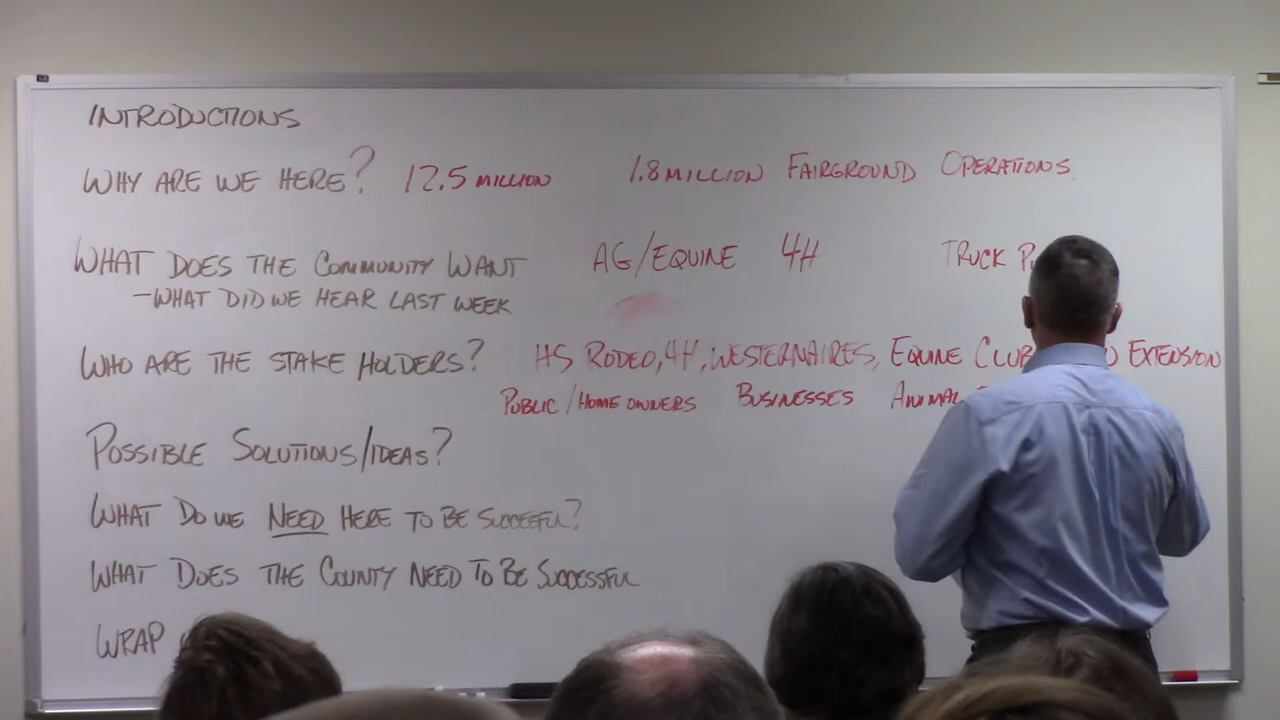 INTRODUCTIONS
WHY ARE WE HERE? 12.5 MILLION 1.8 MILLION FAIRGROUND OPERATIONS.
WHAT DOES THE COMMUNITY WANT AG/EQUINE 4H TRUCK
-WHAT DID WE HEAR LAST WEEK
WHO ARE THE STAKE HOLDERS? HS RODEO, 4H, WESTERNAIRES, EQUINE EXTENSION
PUBLIC/HOME OWNERS BUSINESSES ANIMAL
POSSIBLE SOLUTIONS/IDEAS?
WHAT DO WE NEED HERE TO BE SUCCESFUL?
WHAT DOES THE COUNTY NEED TO BE SUCCESSFUL
WRAP